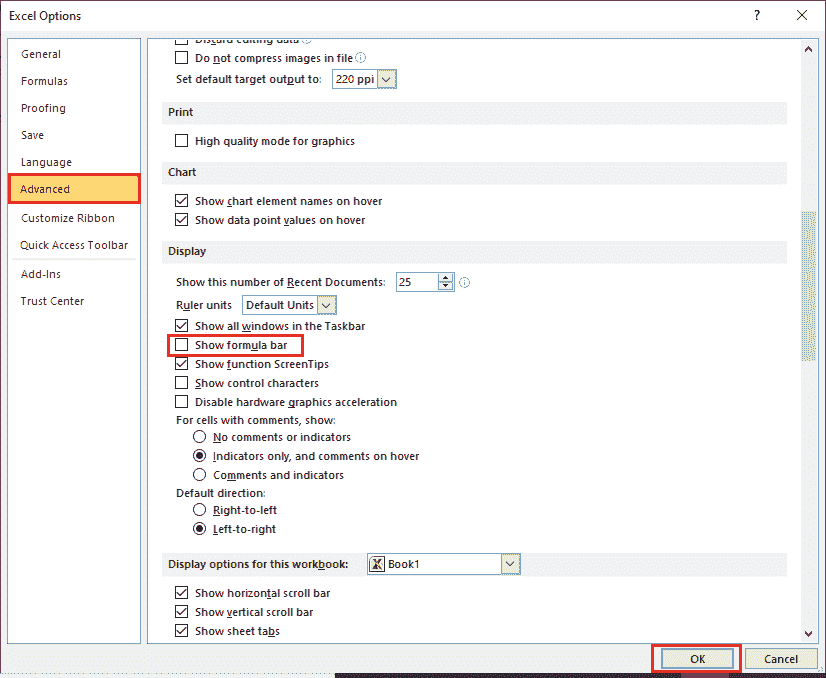 Excel Options
?
General
Formulas
Proofing
Save
Language
Advanced
Customize Ribbon
Quick Access Toolbar
Add-Ins
Trust Center
Discard editing data
Do not compress images in file
Set default target output to: 220 ppi
Print
High quality mode for graphics
Chart
Show chart element names on hover
Show data point values on hover
Display
Show this number of Recent Documents: 25
Ruler units Default Units
Show all windows in the Taskbar
Show formula bar
Show function ScreenTips
Show control characters
Disable hardware graphics acceleration
For cells with comments, show:
No comments or indicators
Indicators only, and comments on hover
Comments and indicators
Default direction:
Right-to-left
Left-to-right
Display options for this workbook: Book1
Show horizontal scroll bar
Show vertical scroll bar
Show sheet tabs
OK Cancel